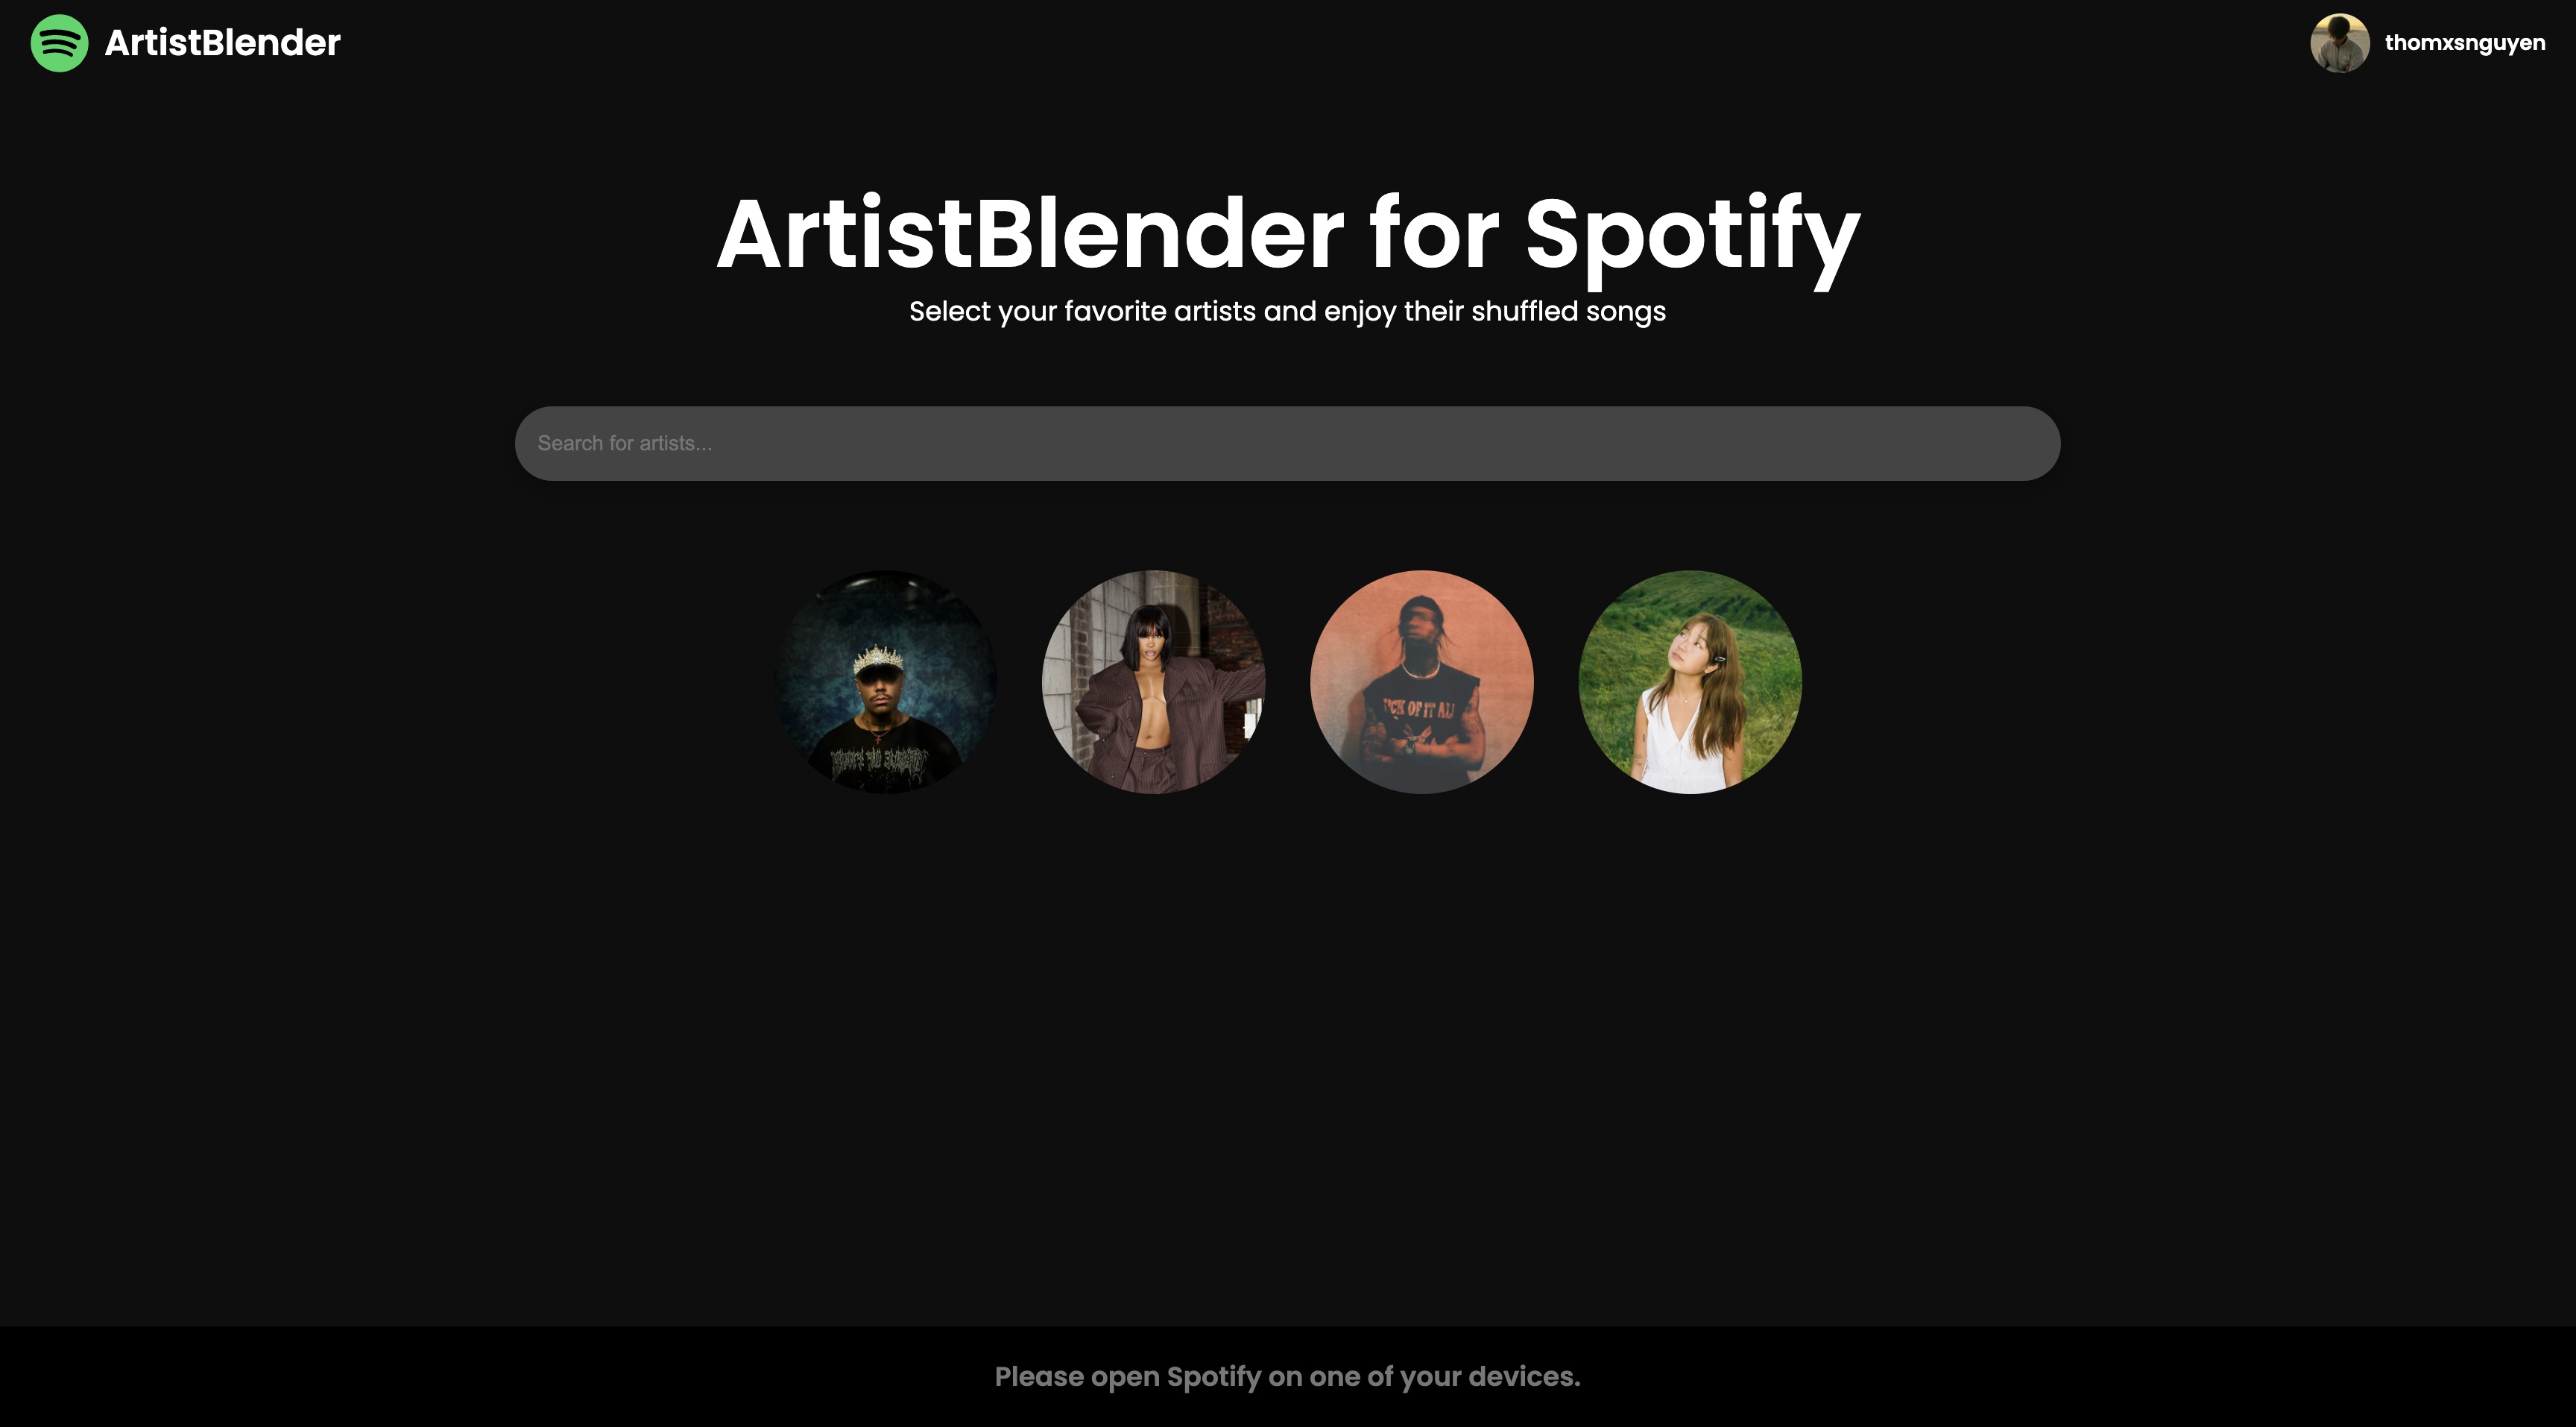 ArtistBlender
thomxsnguyen
ArtistBlender for Spotify
Select your favorite artists and enjoy their shuffled songs
Search for artists...
OF IT ALL
Please open Spotify on one of your devices.